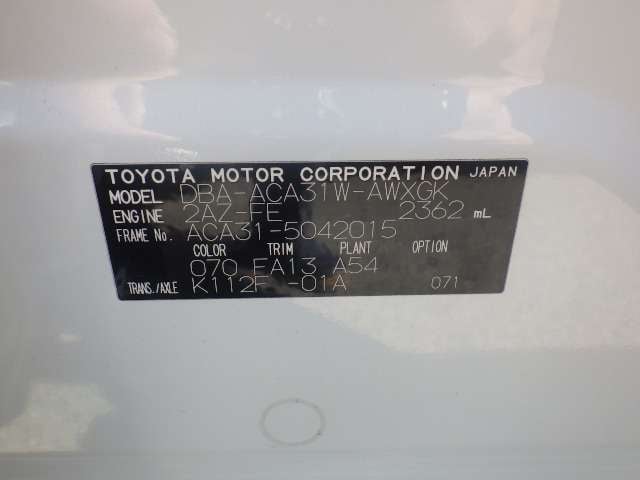 TOYOTA MOTOR CORPORATION JAPAN
MODEL DBA-ACA31W-AWXGK
ENGINE 2AZ-FE 2362 mL
FRAME No. ACA31-5042015
COLOR TRIM PLANT OPTION
070 FA13 A54
TRANS./AXLE K112F -01A 071